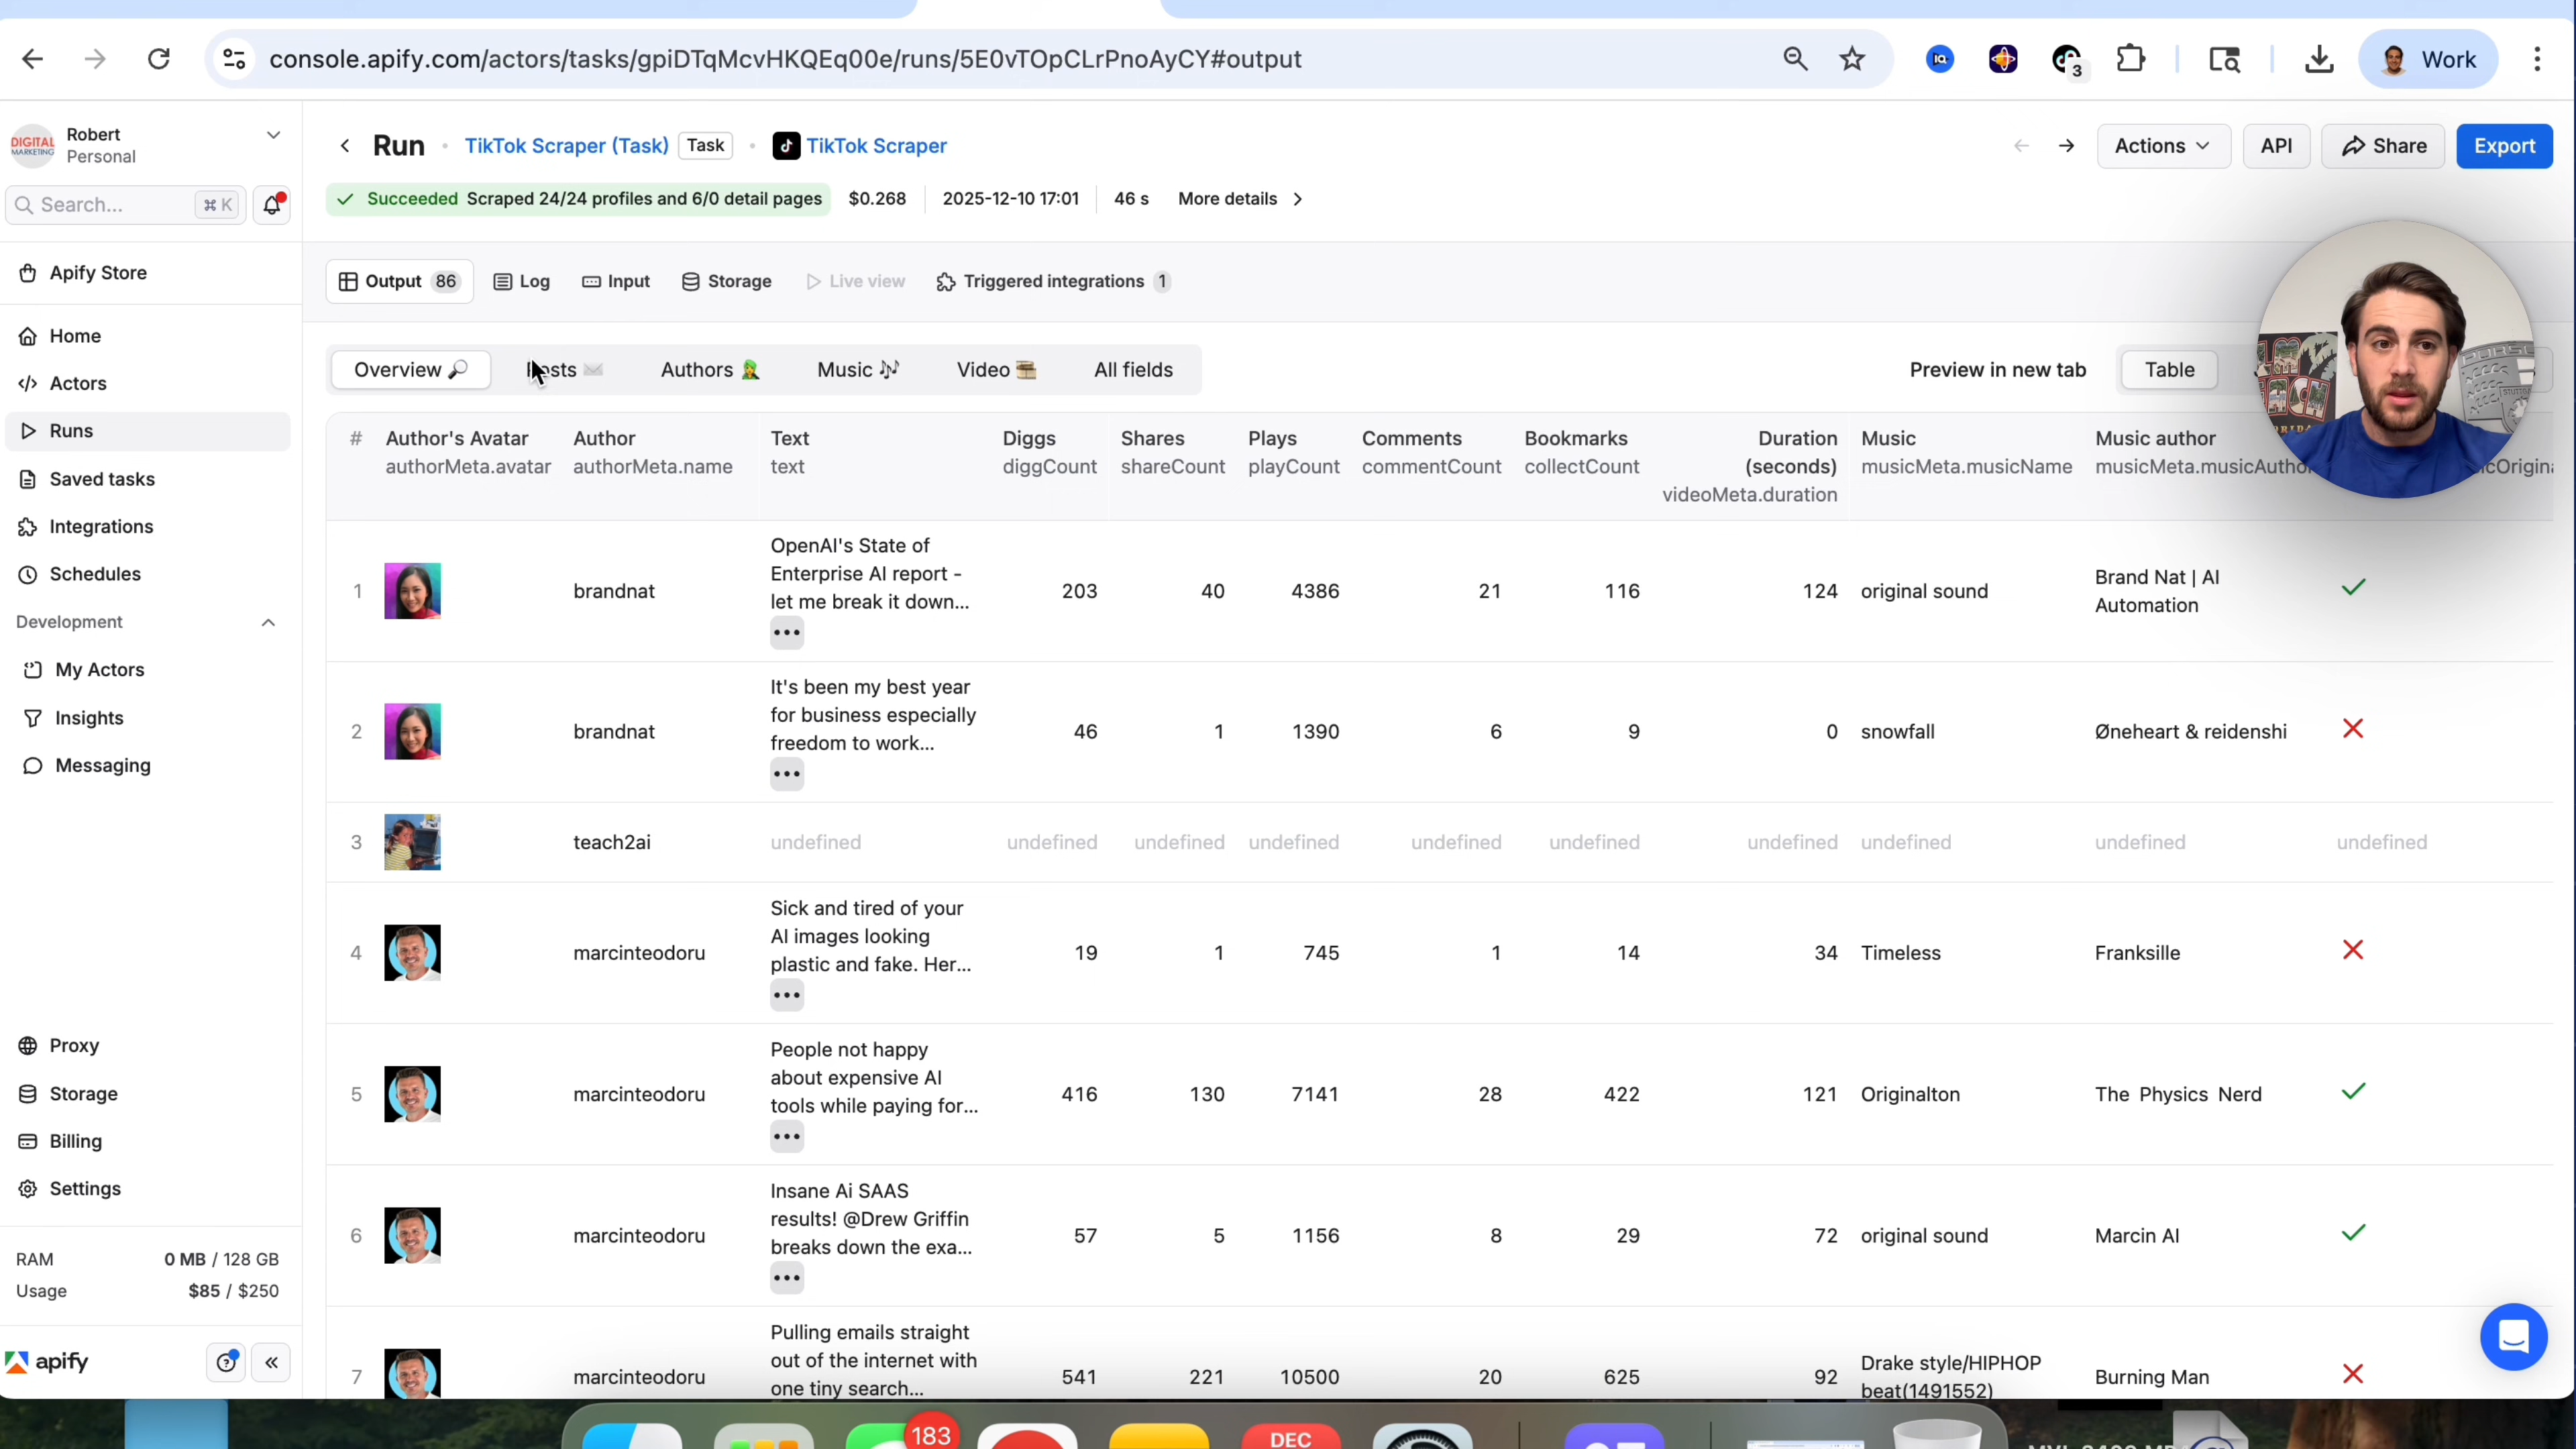 console.apify.com/actors/tasks/gpiDTqMcvHKQEq00e/runs/5E0vTOpCLrPnoAyCY#output
3
Work
DIGITAL
MARKETING
Robert
Personal
Search...
⌘ K
Apify Store
Home
Actors
Runs
Saved tasks
Integrations
Schedules
Development
My Actors
Insights
Messaging
Proxy
Storage
Billing
Settings
RAM 0 MB / 128 GB
Usage $85 / $250
apify
Run • TikTok Scraper (Task) Task • TikTok Scraper
Actions API Share Export
Succeeded Scraped 24/24 profiles and 6/0 detail pages $0.268 2025-12-10 17:01 46 s More details
Output 86 Log Input Storage Live view Triggered integrations 1
Overview Authors Music Video All fields
Preview in new tab Table
# Author's Avatar Author Text Diggs Shares Plays Comments Bookmarks Duration (seconds) Music Music author
authorMeta.avatar authorMeta.name text diggCount shareCount playCount commentCount collectCount videoMeta.duration musicMeta.musicName
1 brandnat OpenAI's State of Enterprise AI report - let me break it down... 203 40 4386 21 116 124 original sound Brand Nat | AI Automation
2 brandnat It's been my best year for business especially freedom to work... 46 1 1390 6 9 0 snowfall Øneheart & reidenshi
3 teach2ai undefined undefined undefined undefined undefined undefined undefined undefined undefined undefined
4 marcinteodoru Sick and tired of your AI images looking plastic and fake. Her... 19 1 745 1 14 34 Timeless Franksille
5 marcinteodoru People not happy about expensive AI tools while paying for... 416 130 7141 28 422 121 Originalton The Physics Nerd
6 marcinteodoru Insane Ai SAAS results! @Drew Griffin breaks down the exa... 57 5 1156 8 29 72 original sound Marcin AI
7 marcinteodoru Pulling emails straight out of the internet with one tiny search... 541 221 10500 20 625 92 Drake style/HIPHOP beat(1491552) Burning Man
183
DEC